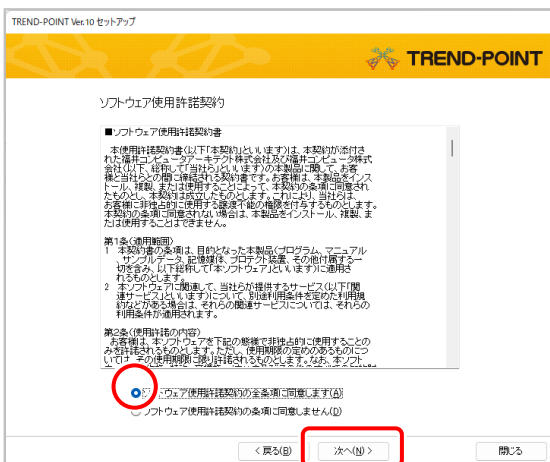 TREND-POINT Ver.10 セットアップ
TREND-POINT
ソフトウェア使用許諾契約
■ソフトウェア使用許諾契約書
本使用許諾契約書(以下「本契約」といいます)は、本契約が添付さ
れた福井コンピュータアーキテクト株式会社及び福井コンピュータ株式
会社(以下、総称して「当社ら」といいます)の本製品に関して、お客
様と当社らとの間に締結される契約書です。お客様は、本製品をインス
トール、複製、または使用することによって、本契約の条項に同意され
たものとし、本契約は成立したものとします。これにより、当社らは、
お客様に非独占的に使用する譲渡不能の権限を付与するものとします。
本契約の条項に同意されない場合は、本製品をインストール、複製、ま
たは使用することはできません。
第1条(適用範囲)
1 本契約書の条項は、目的となった本製品(プログラム、マニュアル
、サンプルデータ、記憶媒体、プロテクト装置、その他付属する一
切を含み、以下総称して「本ソフトウェア」といいます)に適用さ
れるものとします。
2 本ソフトウェアに関連して、当社らが提供するサービス(以下「関
連サービス」といいます)について、別途利用条件を定めた利用規
約などがある場合は、それらの関連サービスについては、それらの
利用条件が適用されます。
第2条(使用許諾の内容)
お客様は、本ソフトウェアを下記の態様で非独占的に使用することの
みを許諾されるものとします。ただし、使用期限の定めのあるものにつ
いては、その使用期限に限り許諾されるものとします。なお、本ソフト
ソフトウェア使用許諾契約の全条項に同意します(A)
ソフトウェア使用許諾契約の条項に同意しません(D)
< 戻る(B)
次へ(N) >
閉じる